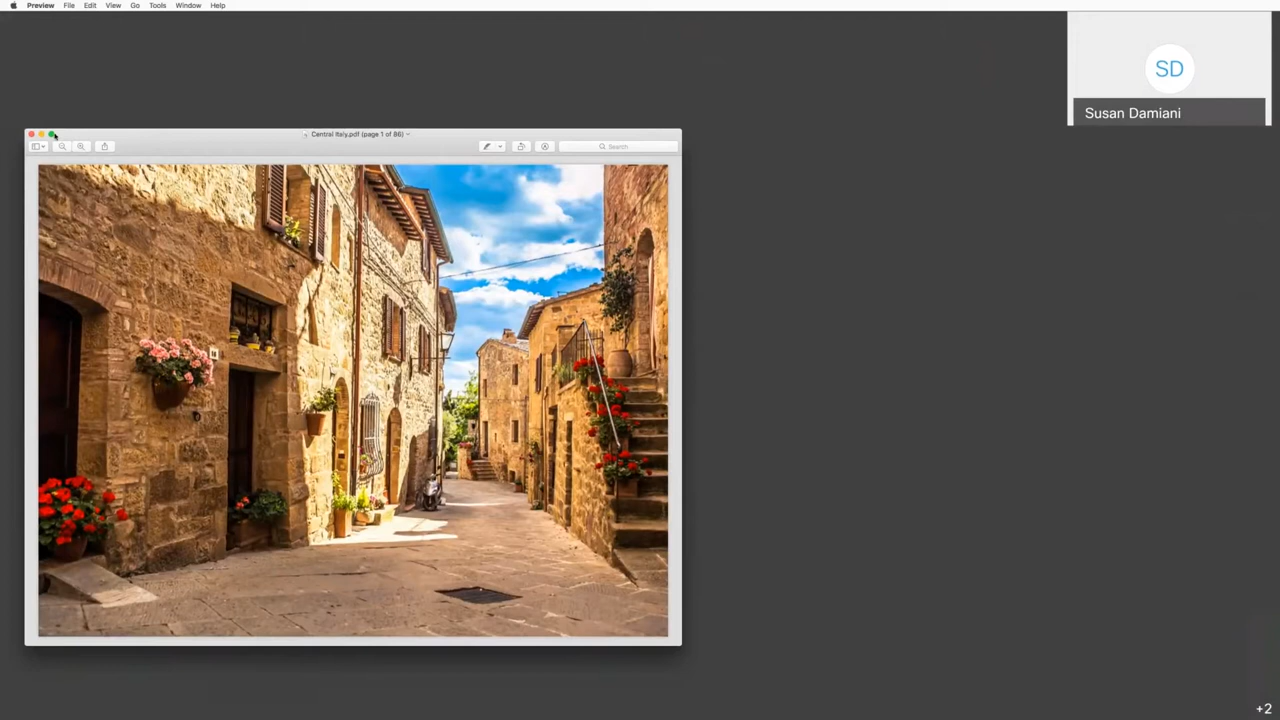 Preview File Edit View Go Tools Window Help
SD
Susan Damiani
Central Italy.pdf (page 1 of 86)
Search
+2